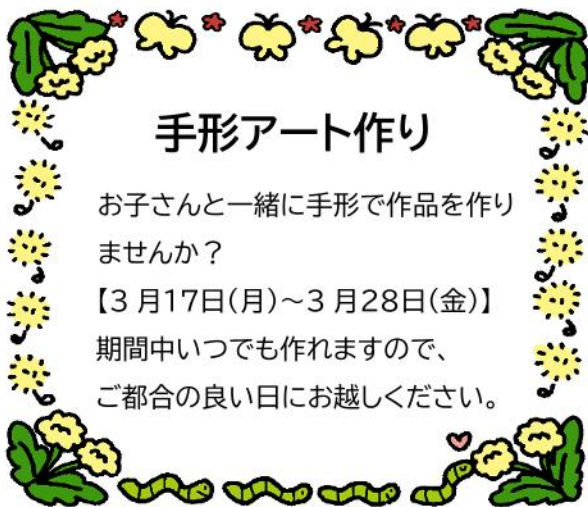 手形アート作り
お子さんと一緒に手形で作品を作り
ませんか？
【3月17日(月)～3月28日(金)】
期間中いつでも作れますので、
ご都合の良い日にお越しください。